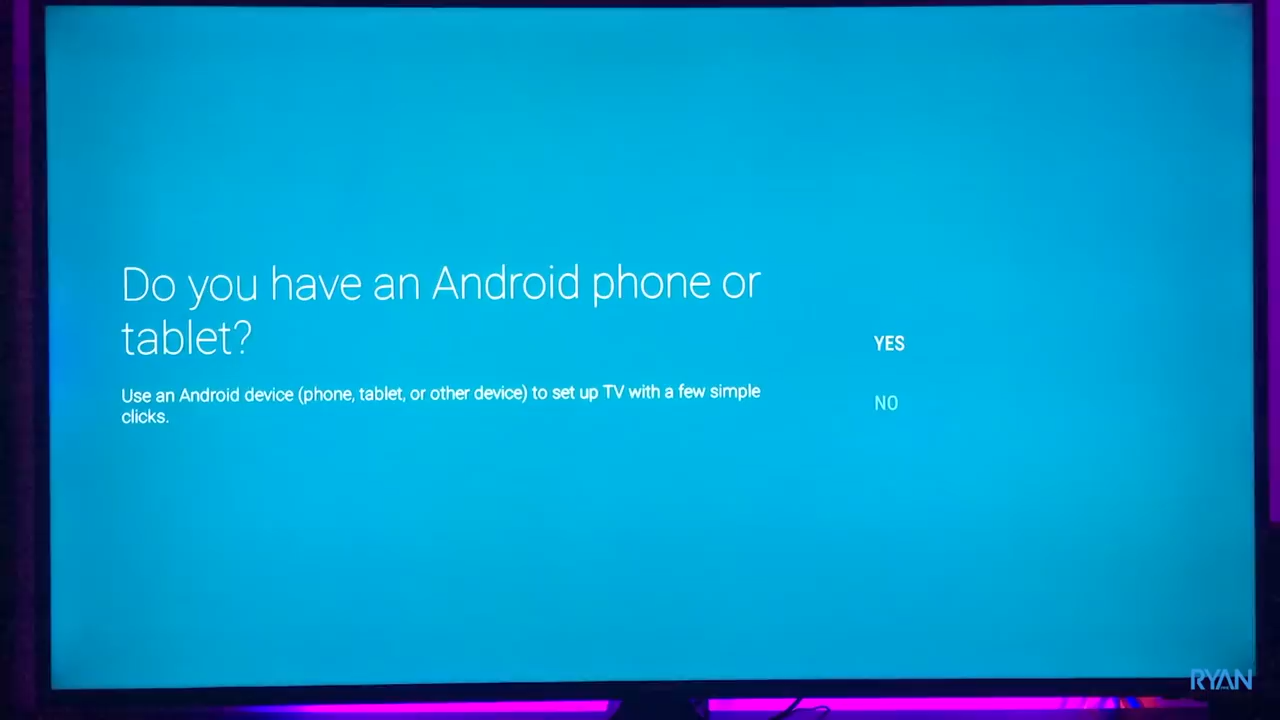 Do you have an Android phone or
tablet?
Use an Android device (phone, tablet, or other device) to set up TV with a few simple
clicks.
YES
NO
RYAN